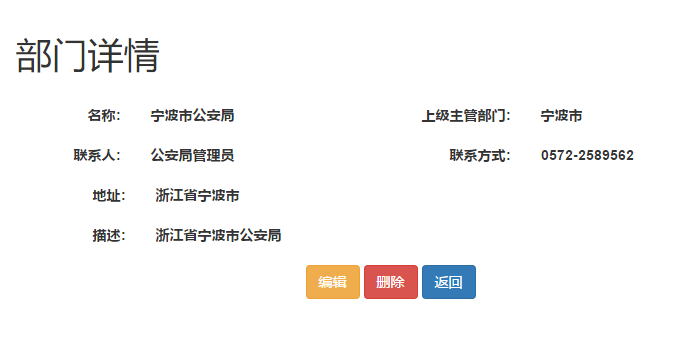 部门详情
名称: 宁波市公安局 上级主管部门: 宁波市
联系人: 公安局管理员 联系方式: 0572-2589562
地址: 浙江省宁波市
描述: 浙江省宁波市公安局
编辑 删除 返回